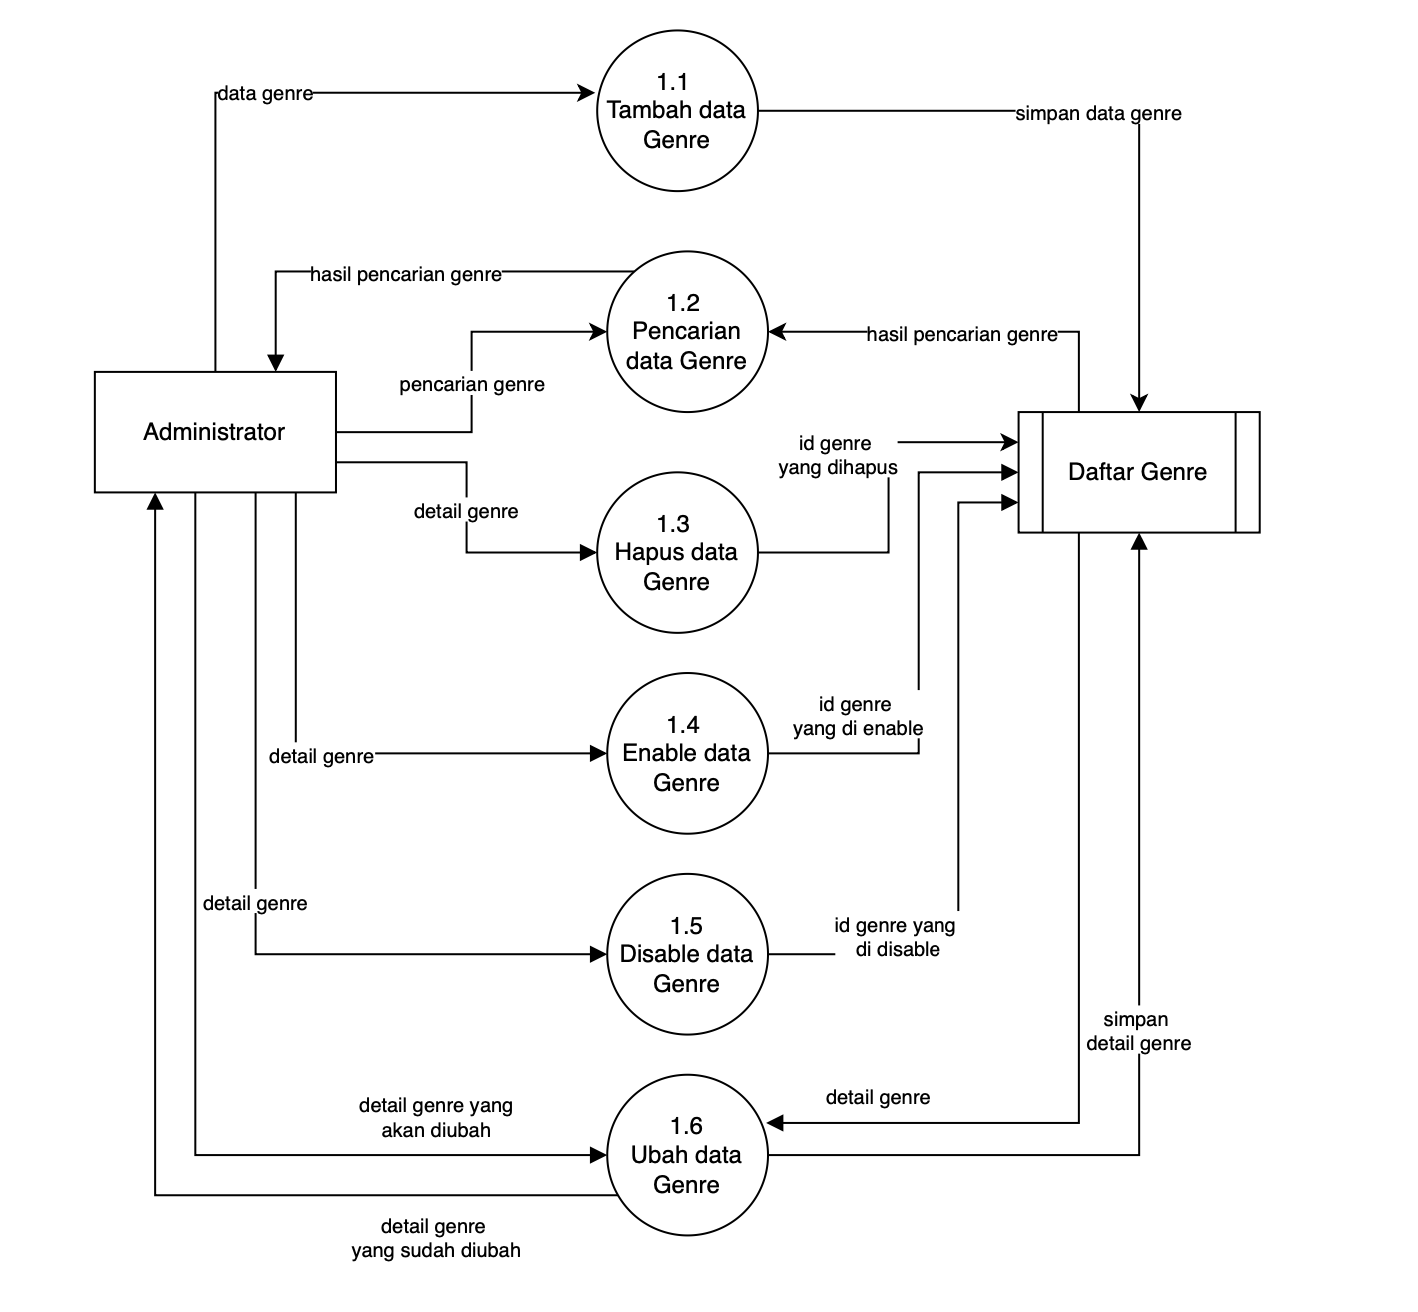 1.1
Tambah data
Genre
data genre
simpan data genre
hasil pencarian genre
1.2
Pencarian
data Genre
hasil pencarian genre
pencarian genre
Administrator
id genre
yang dihapus
Daftar Genre
detail genre
1.3
Hapus data
Genre
id genre
yang di enable
1.4
Enable data
Genre
detail genre
detail genre
1.5
Disable data
Genre
id genre yang
di disable
simpan
detail genre
detail genre
detail genre yang
akan diubah
1.6
Ubah data
Genre
detail genre
yang sudah diubah